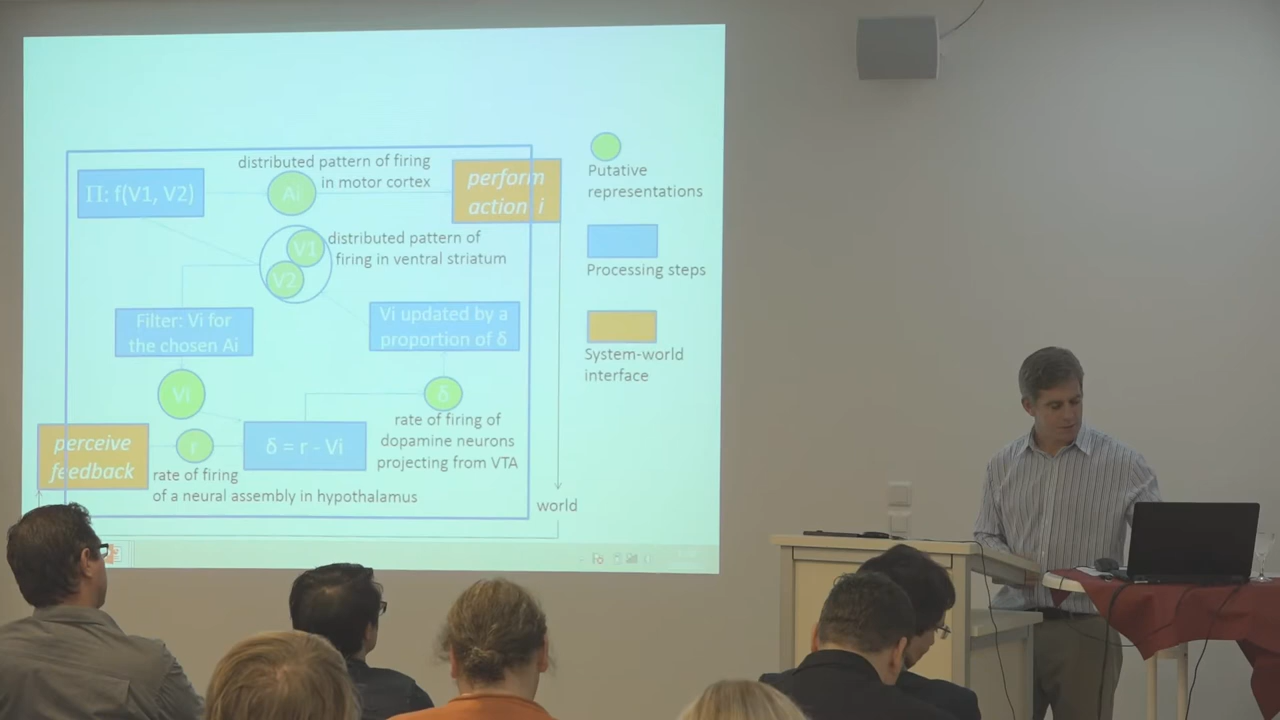 distributed pattern of firing
in motor cortex
Π: f(V1, V2)
Ai
perform
action i
V1
V2
distributed pattern of
firing in ventral striatum
Filter: Vi for
the chosen Ai
Vi updated by a
proportion of δ
Vi
δ
rate of firing of
dopamine neurons
projecting from VTA
perceive
feedback
r
δ = r - Vi
rate of firing
of a neural assembly in hypothalamus
world
Putative
representations
Processing steps
System-world
interface